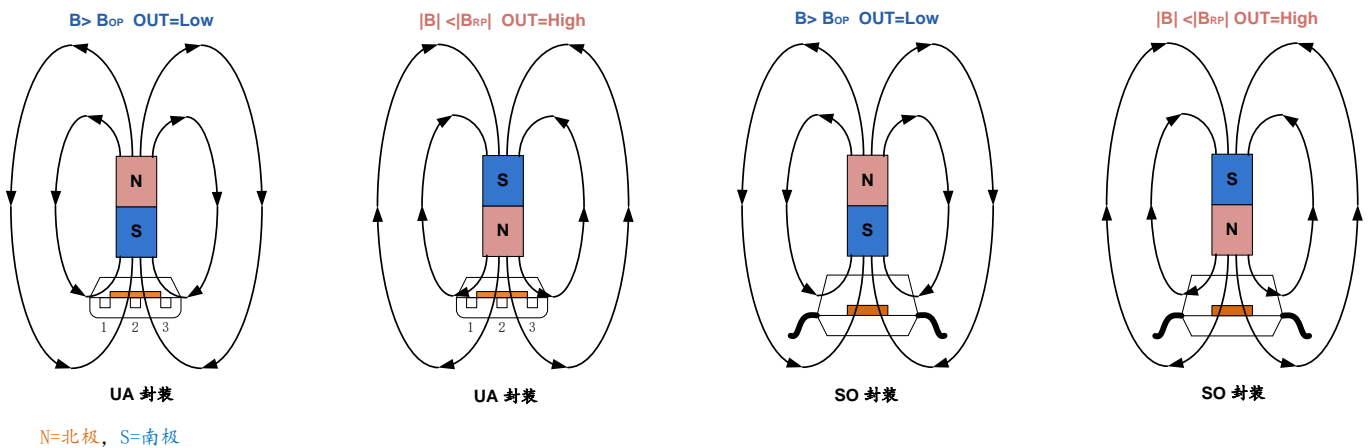 B> BOP OUT=Low
|B| <|BRP| OUT=High
B> BOP OUT=Low
|B| <|BRP| OUT=High
N
S
S
N
N
S
S
N
1 2 3
1 2 3
UA 封装
UA 封装
SO 封装
SO 封装
N=北极，S=南极